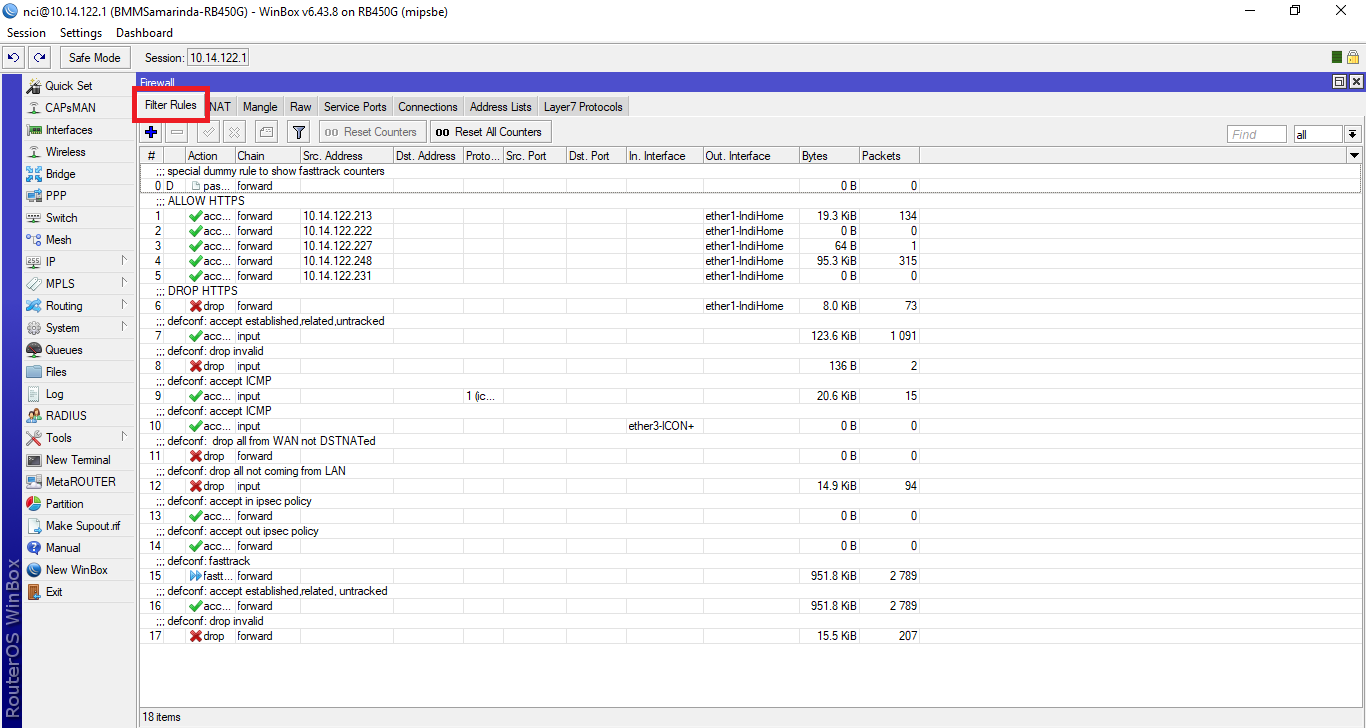 nci@10.14.122.1 (BMMSamarinda-RB450G) - WinBox v6.43.8 on RB450G (mipsbe)
Session Settings Dashboard
Safe Mode Session: 10.14.122.1
Quick Set
CAPsMAN
Interfaces
Wireless
Bridge
PPP
Switch
Mesh
IP
MPLS
Routing
System
Queues
Files
Log
RADIUS
Tools
New Terminal
MetaROUTER
Partition
Make Supout.rif
Manual
New WinBox
Exit
RouterOS WinBox
Firewall
Filter Rules NAT Mangle Raw Service Ports Connections Address Lists Layer7 Protocols
00 Reset Counters 00 Reset All Counters Find all
# Action Chain Src. Address Dst. Address Proto... Src. Port Dst. Port In. Interface Out. Interface Bytes Packets
;;; special dummy rule to show fasttrack counters
0 D pas... forward 0 B 0
;;; ALLOW HTTPS
1 acc... forward 10.14.122.213 ether1-IndiHome 19.3 KiB 134
2 acc... forward 10.14.122.222 ether1-IndiHome 0 B 0
3 acc... forward 10.14.122.227 ether1-IndiHome 64 B 1
4 acc... forward 10.14.122.248 ether1-IndiHome 95.3 KiB 315
5 acc... forward 10.14.122.231 ether1-IndiHome 0 B 0
;;; DROP HTTPS
6 drop forward ether1-IndiHome 8.0 KiB 73
;;; defconf: accept established,related,untracked
7 acc... input 123.6 KiB 1 091
;;; defconf: drop invalid
8 drop input 136 B 2
;;; defconf: accept ICMP
9 acc... input 1 (ic... 20.6 KiB 15
;;; defconf: accept ICMP
10 acc... input ether3-ICON+ 0 B 0
;;; defconf:  drop all from WAN not DSTNATed
11 drop forward 0 B 0
;;; defconf: drop all not coming from LAN
12 drop input 14.9 KiB 94
;;; defconf: accept in ipsec policy
13 acc... forward 0 B 0
;;; defconf: accept out ipsec policy
14 acc... forward 0 B 0
;;; defconf: fasttrack
15 fastt... forward 951.8 KiB 2 789
;;; defconf: accept established,related, untracked
16 acc... forward 951.8 KiB 2 789
;;; defconf: drop invalid
17 drop forward 15.5 KiB 207
18 items